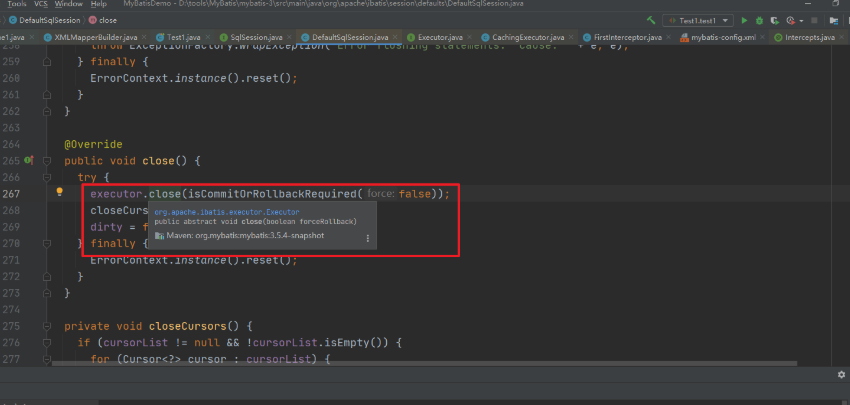 Tools VCS Window Help MyBatisDemo - D:\tools\MyMybatis\mybatis-3\src\main\java\org\apache\ibatis\session\defaults\DefaultSqlSession.java
DefaultSqlSession close Test1.test1
e1.java XMLMapperBuilder.java Test1.java SqlSession.java DefaultSqlSession.java Executor.java CachingExecutor.java FirstInterceptor.java mybatis-config.xml Intercepts.java
258 throw ExceptionFactory.wrapException("Error flushing statements. Cause: " + e, e);
259 } finally {
260 ErrorContext.instance().reset();
261 }
262 }
263
264 @Override
265 public void close() {
266 try {
267 executor.close(isCommitOrRollbackRequired( force: false));
268 closeCurs
org.apache.ibatis.executor.Executor
269 dirty = f
public abstract void close(boolean forceRollback)
270 } finally {
Maven: org.mybatis:mybatis:3.5.4-snapshot
271 ErrorContext.instance().reset();
272 }
273 }
274
275 private void closeCursors() {
276 if (cursorList != null && !cursorList.isEmpty()) {
277 for (Cursor<?> cursor : cursorList) {